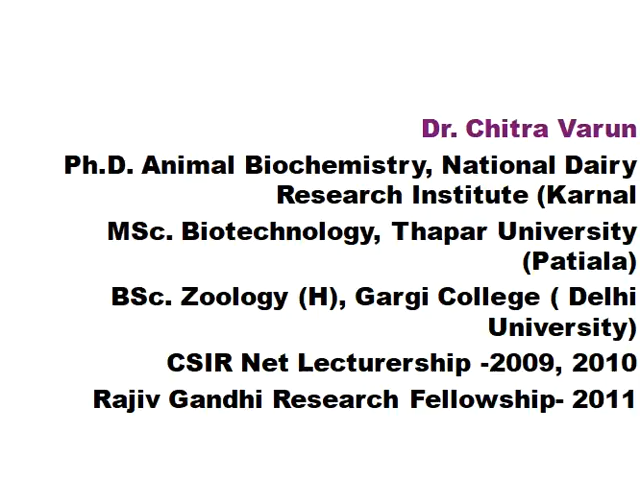 Dr. Chitra Varun
Ph.D. Animal Biochemistry, National Dairy
Research Institute (Karnal
MSc. Biotechnology, Thapar University
(Patiala)
BSc. Zoology (H), Gargi College ( Delhi
University)
CSIR Net Lecturership -2009, 2010
Rajiv Gandhi Research Fellowship- 2011